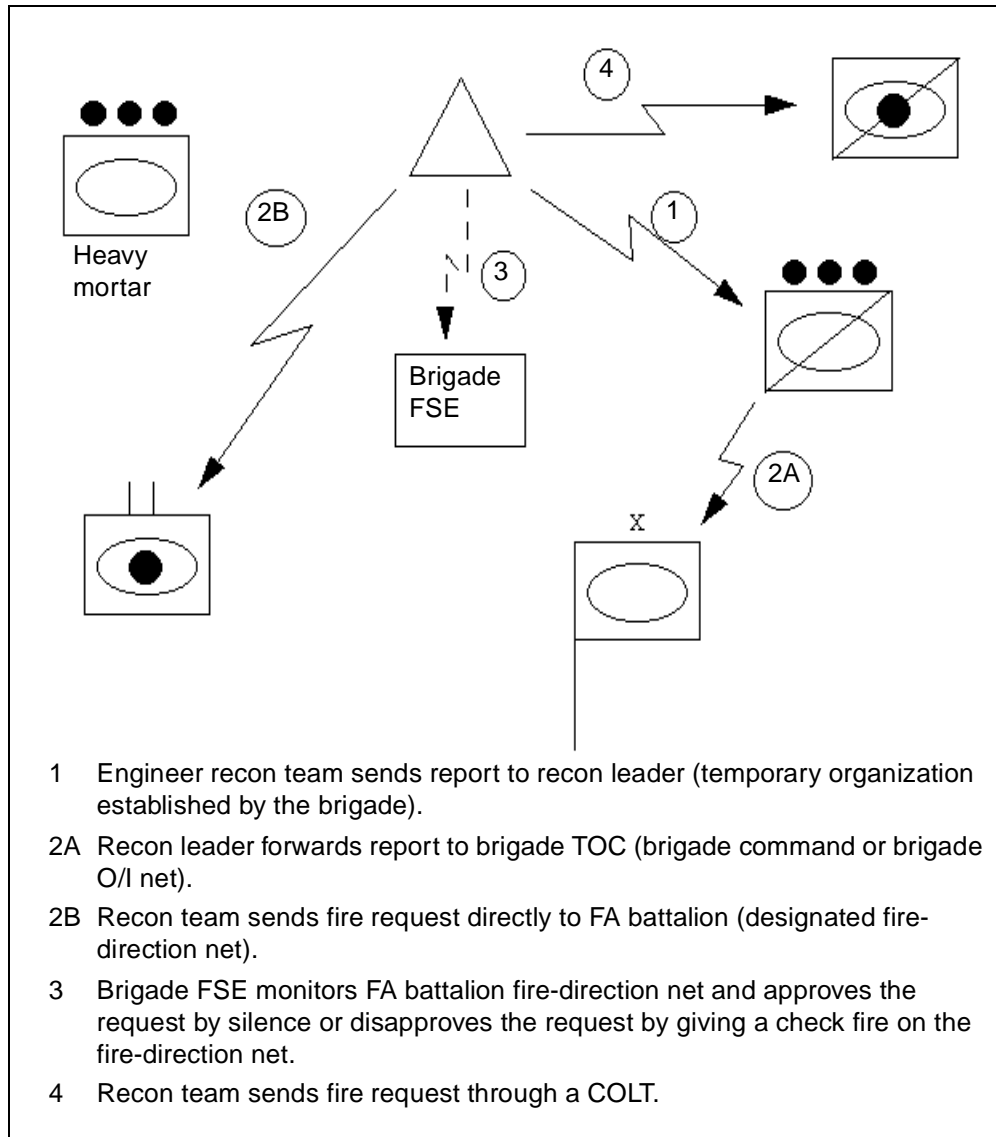 4
2B
1
Heavy
mortar
3
Brigade
FSE
2A
X
1 Engineer recon team sends report to recon leader (temporary organization
established by the brigade).
2A Recon leader forwards report to brigade TOC (brigade command or brigade
O/I net).
2B Recon team sends fire request directly to FA battalion (designated fire-
direction net).
3 Brigade FSE monitors FA battalion fire-direction net and approves the
request by silence or disapproves the request by giving a check fire on the
fire-direction net.
4 Recon team sends fire request through a COLT.